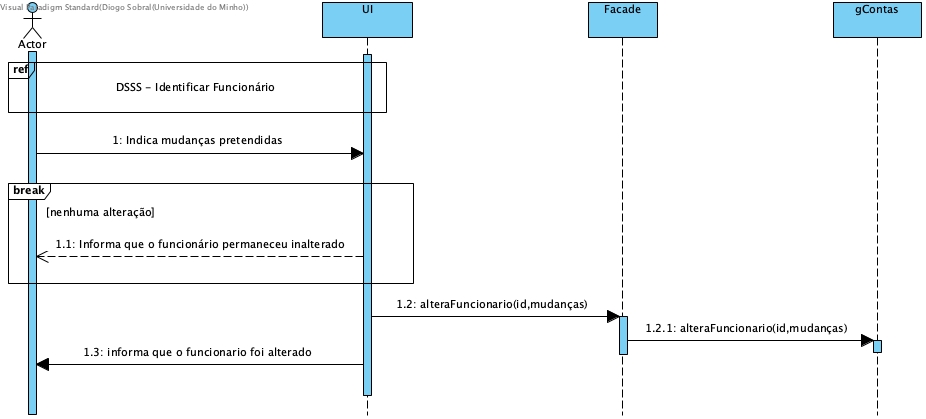 Visual Paradigm Standard(Diogo Sobral(Universidade do Minho))
UI
Facade
gContas
Actor
ref
DSSS - Identificar Funcionário
1: Indica mudanças pretendidas
break
[nenhuma alteração]
1.1: Informa que o funcionário permaneceu inalterado
1.2: alteraFuncionario(id,mudanças)
1.2.1: alteraFuncionario(id,mudanças)
1.3: informa que o funcionario foi alterado